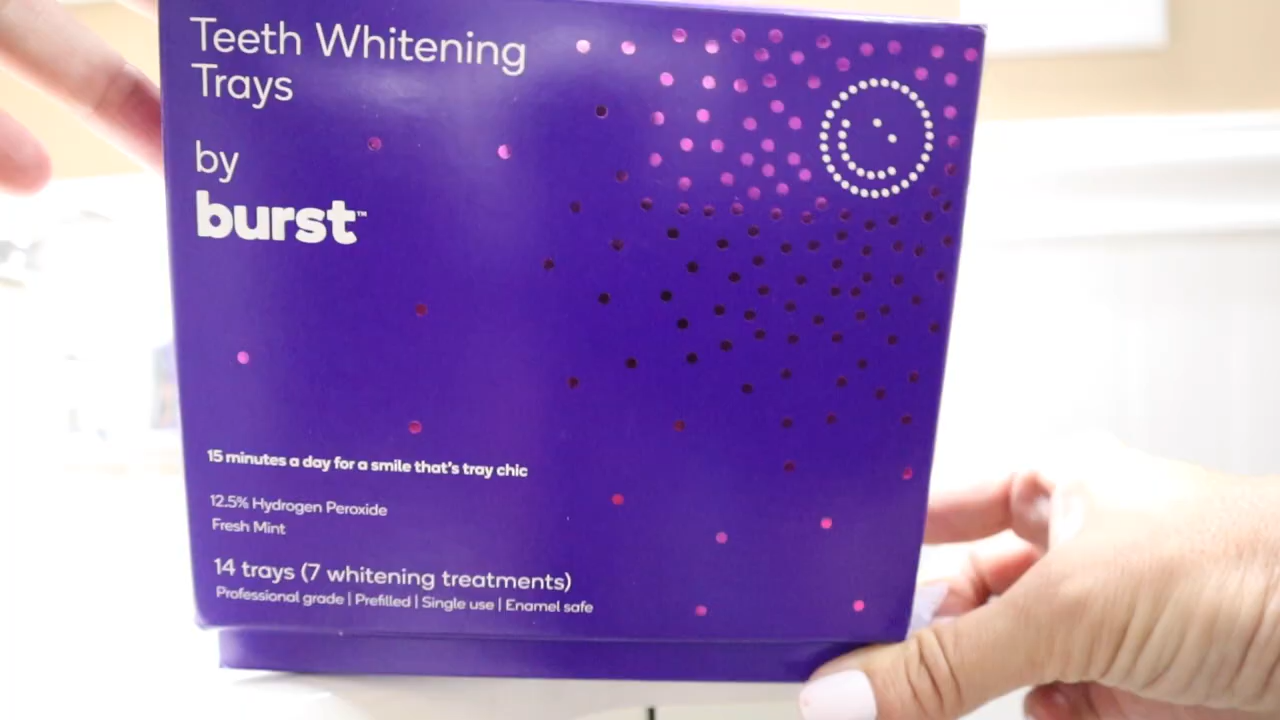 Teeth Whitening
Trays
by
burst™
15 minutes a day for a smile that's tray chic
12.5% Hydrogen Peroxide
Fresh Mint
14 trays (7 whitening treatments)
Professional grade | Prefilled | Single use | Enamel safe